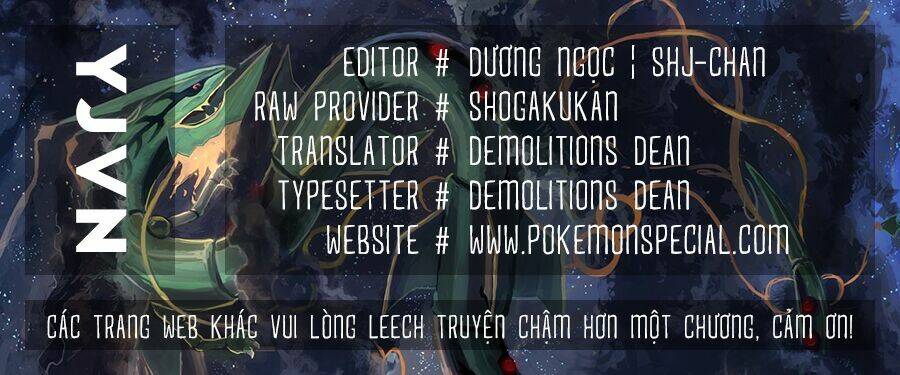 YJVN
EDITOR # DƯƠNG NGỌC ¦ SHJ-CHAN
RAW PROVIDER # SHOGAKUKAN
TRANSLATOR # DEMOLITIONS DEAN
TYPESETTER # DEMOLITIONS DEAN
WEBSITE # WWW.POKEMONSPECIAL.COM
CÁC TRANG WEB KHÁC VUI LÒNG LEECH TRUYỆN CHẬM HƠN MỘT CHƯƠNG, CẢM ƠN!